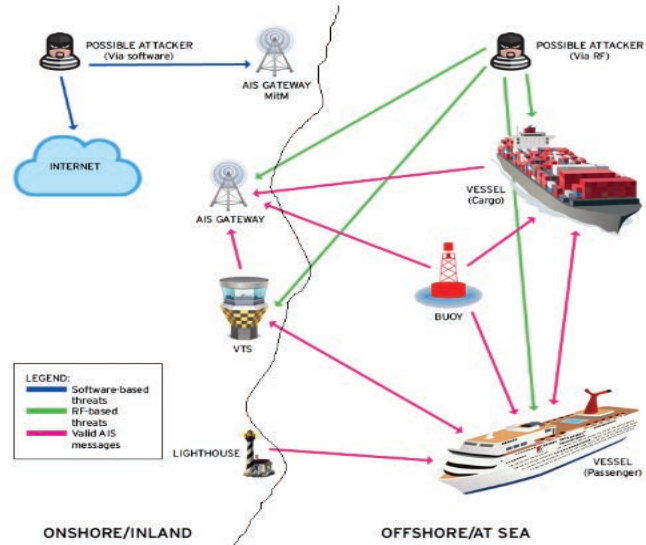 POSSIBLE ATTACKER
(Via software)
AIS GATEWAY
MitM
POSSIBLE ATTACKER
(Via RF)
INTERNET
AIS GATEWAY
VESSEL
(Cargo)
BUOY
VTS
LEGEND:
Software-based
threats
RF-based
threats
Valid AIS
messages
LIGHTHOUSE
VESSEL
(Passenger)
ONSHORE/INLAND
OFFSHORE/AT SEA